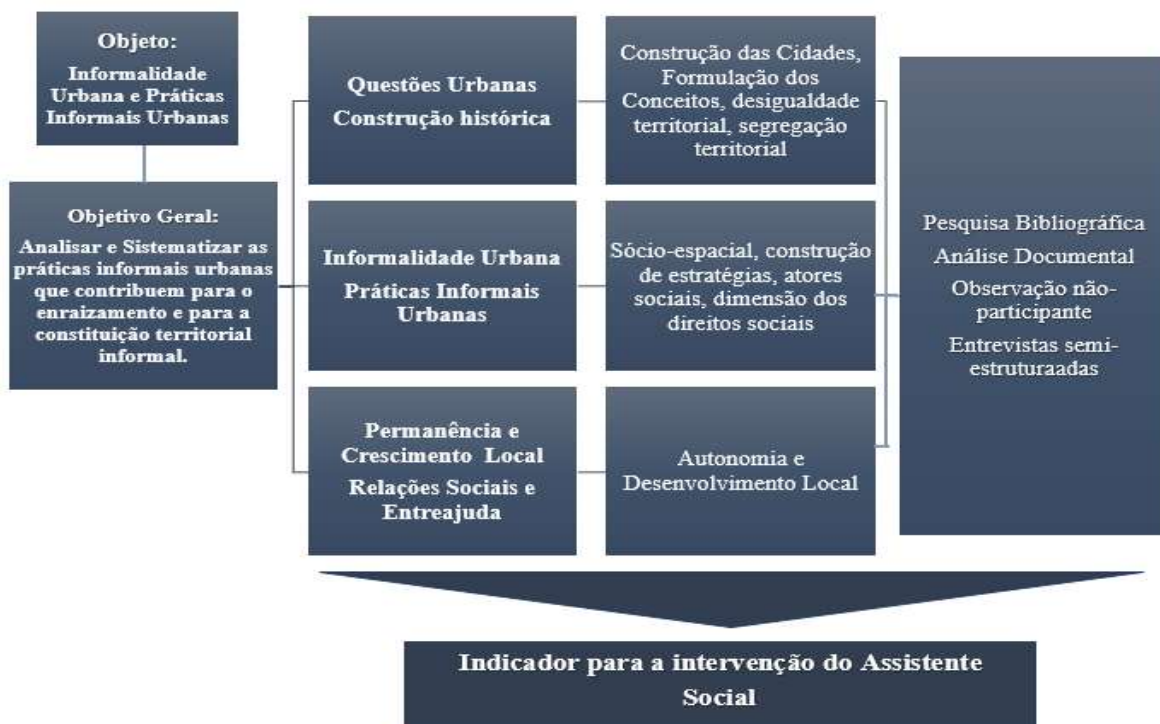 Objeto:
Informalidade
Urbana e Práticas
Informais Urbanas
Objetivo Geral:
Analisar e Sistematizar as
práticas informais urbanas
que contribuem para o
enraizamento e para a
constituição territorial
informal.
Questões Urbanas
Construção histórica
Construção das Cidades,
Formulação dos
Conceitos, desigualdade
territorial, segregação
territorial
Informalidade Urbana
Práticas Informais
Urbanas
Sócio-espacial, construção
de estratégias, atores
sociais, dimensão dos
direitos sociais
Permanência e
Crescimento Local
Relações Sociais e
Entreajuda
Autonomia e
Desenvolvimento Local
Pesquisa Bibliográfica
Análise Documental
Observação não-
participante
Entrevistas semi-
estruturaadas
Indicador para a intervenção do Assistente
Social